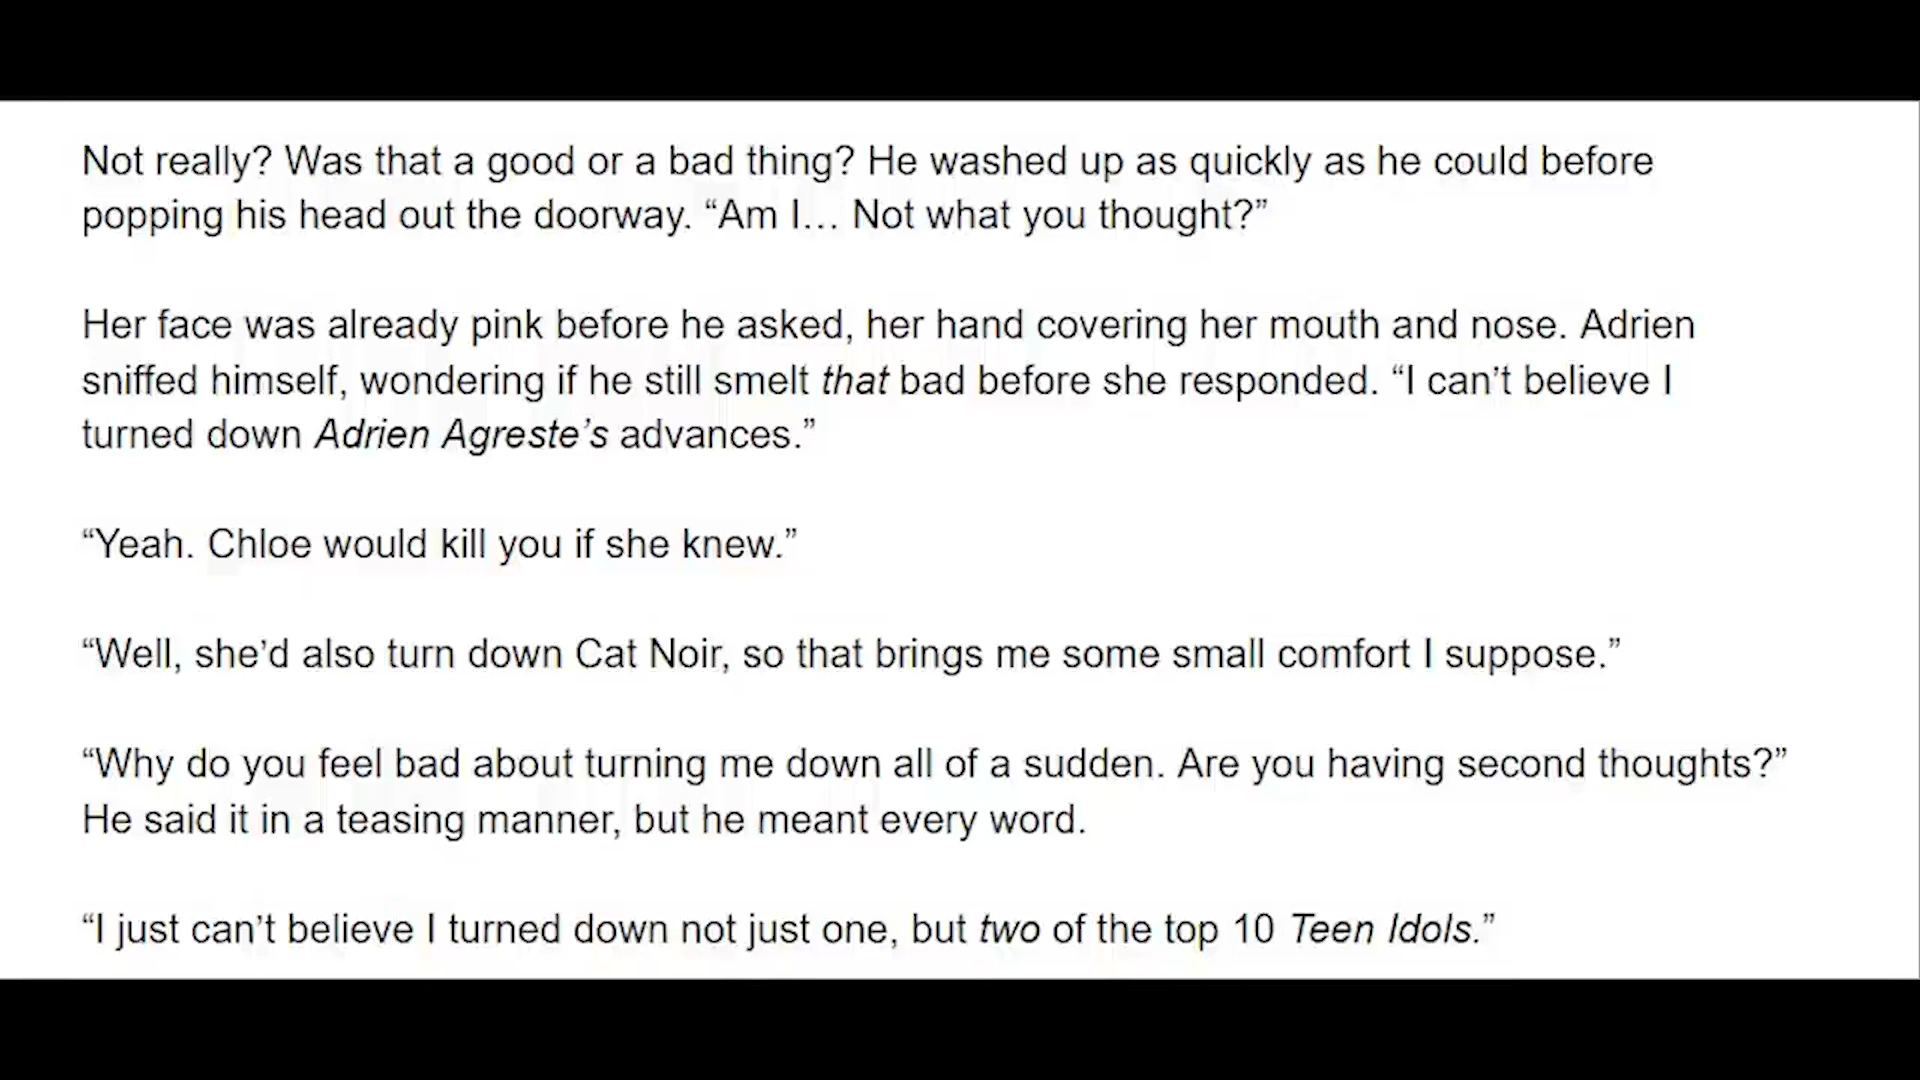 Not really? Was that a good or a bad thing? He washed up as quickly as he could before
popping his head out the doorway. “Am I… Not what you thought?”
Her face was already pink before he asked, her hand covering her mouth and nose. Adrien
sniffed himself, wondering if he still smelt that bad before she responded. “I can’t believe I
turned down Adrien Agreste’s advances.”
“Yeah. Chloe would kill you if she knew.”
“Well, she’d also turn down Cat Noir, so that brings me some small comfort I suppose.”
“Why do you feel bad about turning me down all of a sudden. Are you having second thoughts?”
He said it in a teasing manner, but he meant every word.
“I just can’t believe I turned down not just one, but two of the top 10 Teen Idols.”